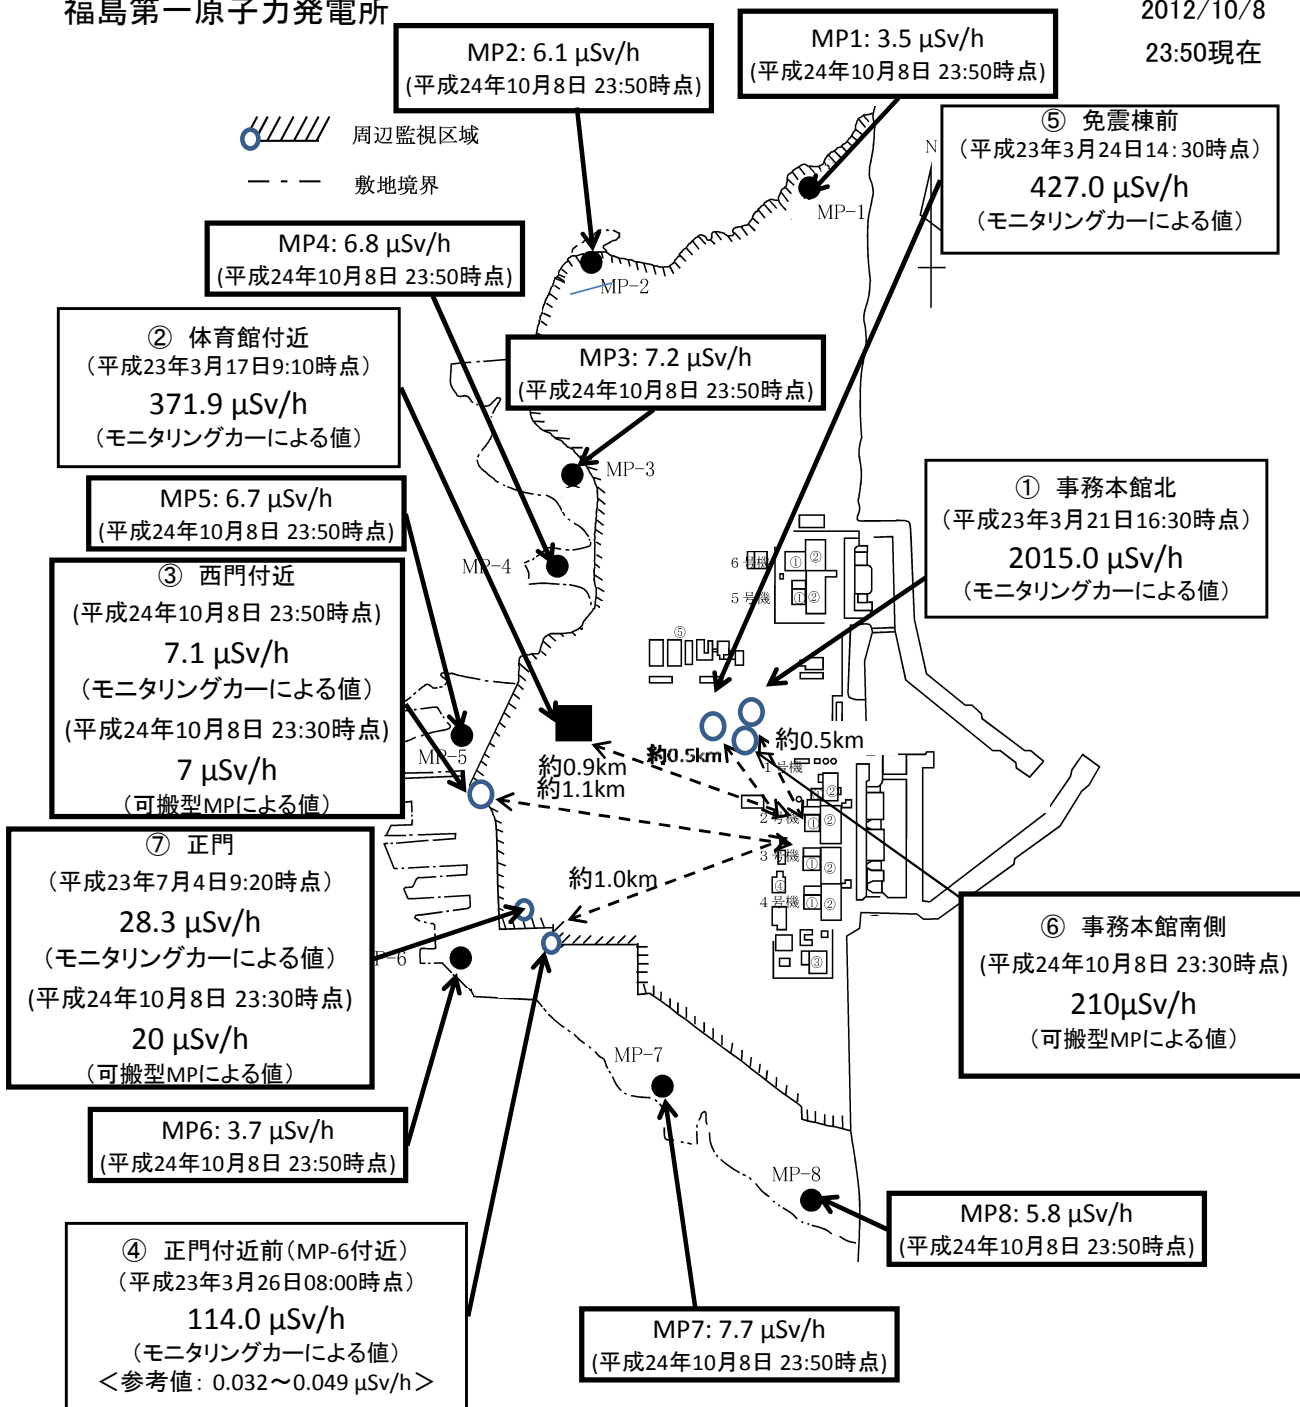 福島第一原子力発電所
2012/10/8
23:50現在
MP2: 6.1 μSv/h
(平成24年10月8日 23:50時点)
MP1: 3.5 μSv/h
(平成24年10月8日 23:50時点)
周辺監視区域
敷地境界
⑤ 免震棟前
(平成23年3月24日14:30時点)
427.0 μSv/h
(モニタリングカーによる値)
N
MP-1
MP4: 6.8 μSv/h
(平成24年10月8日 23:50時点)
MP-2
② 体育館付近
(平成23年3月17日9:10時点)
371.9 μSv/h
(モニタリングカーによる値)
MP3: 7.2 μSv/h
(平成24年10月8日 23:50時点)
MP-3
MP5: 6.7 μSv/h
(平成24年10月8日 23:50時点)
① 事務本館北
(平成23年3月21日16:30時点)
2015.0 μSv/h
(モニタリングカーによる値)
MP-4
6号機
①
②
5号機
①
②
③ 西門付近
(平成24年10月8日 23:50時点)
7.1 μSv/h
(モニタリングカーによる値)
(平成24年10月8日 23:30時点)
7 μSv/h
(可搬型MPによる値)
⑤
MP-5
約0.9km
約1.1km
約0.5km
約0.5km
1号機
②
2号機
①
②
3号機
①
②
④
4号機
①
②
③
⑦ 正門
(平成23年7月4日9:20時点)
28.3 μSv/h
(モニタリングカーによる値)
(平成24年10月8日 23:30時点)
20 μSv/h
(可搬型MPによる値)
約1.0km
P-6
⑥ 事務本館南側
(平成24年10月8日 23:30時点)
210μSv/h
(可搬型MPによる値)
MP-7
MP6: 3.7 μSv/h
(平成24年10月8日 23:50時点)
MP-8
MP8: 5.8 μSv/h
(平成24年10月8日 23:50時点)
④ 正門付近前(MP-6付近)
(平成23年3月26日08:00時点)
114.0 μSv/h
(モニタリングカーによる値)
＜参考値: 0.032～0.049 μSv/h＞
MP7: 7.7 μSv/h
(平成24年10月8日 23:50時点)